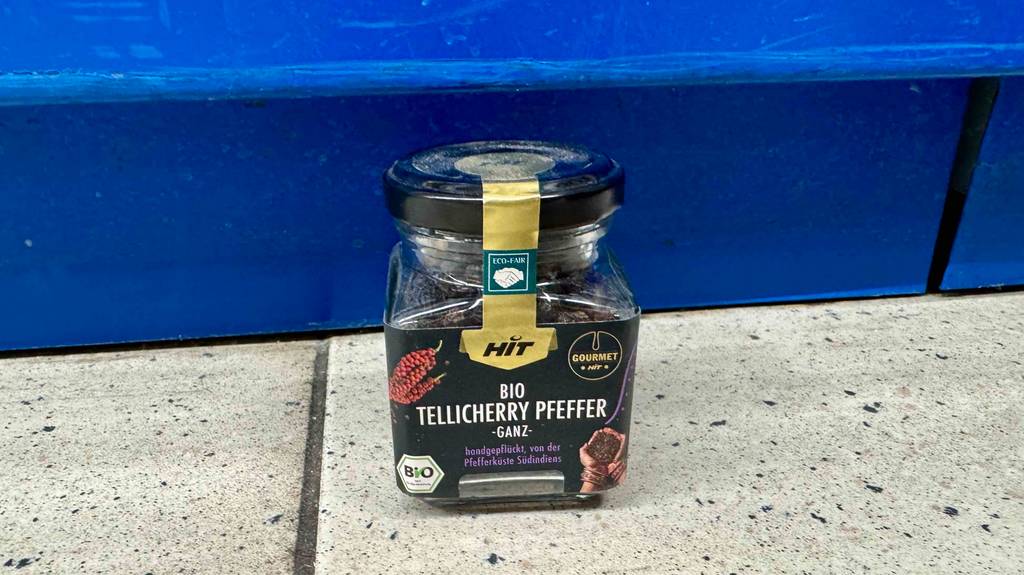 ECO-FAIR
HIT
GOURMET
HIT
BIO
TELLICHERRY PFEFFER
-GANZ-
handgepflückt, von der
Pfefferküste Südindiens
BIO